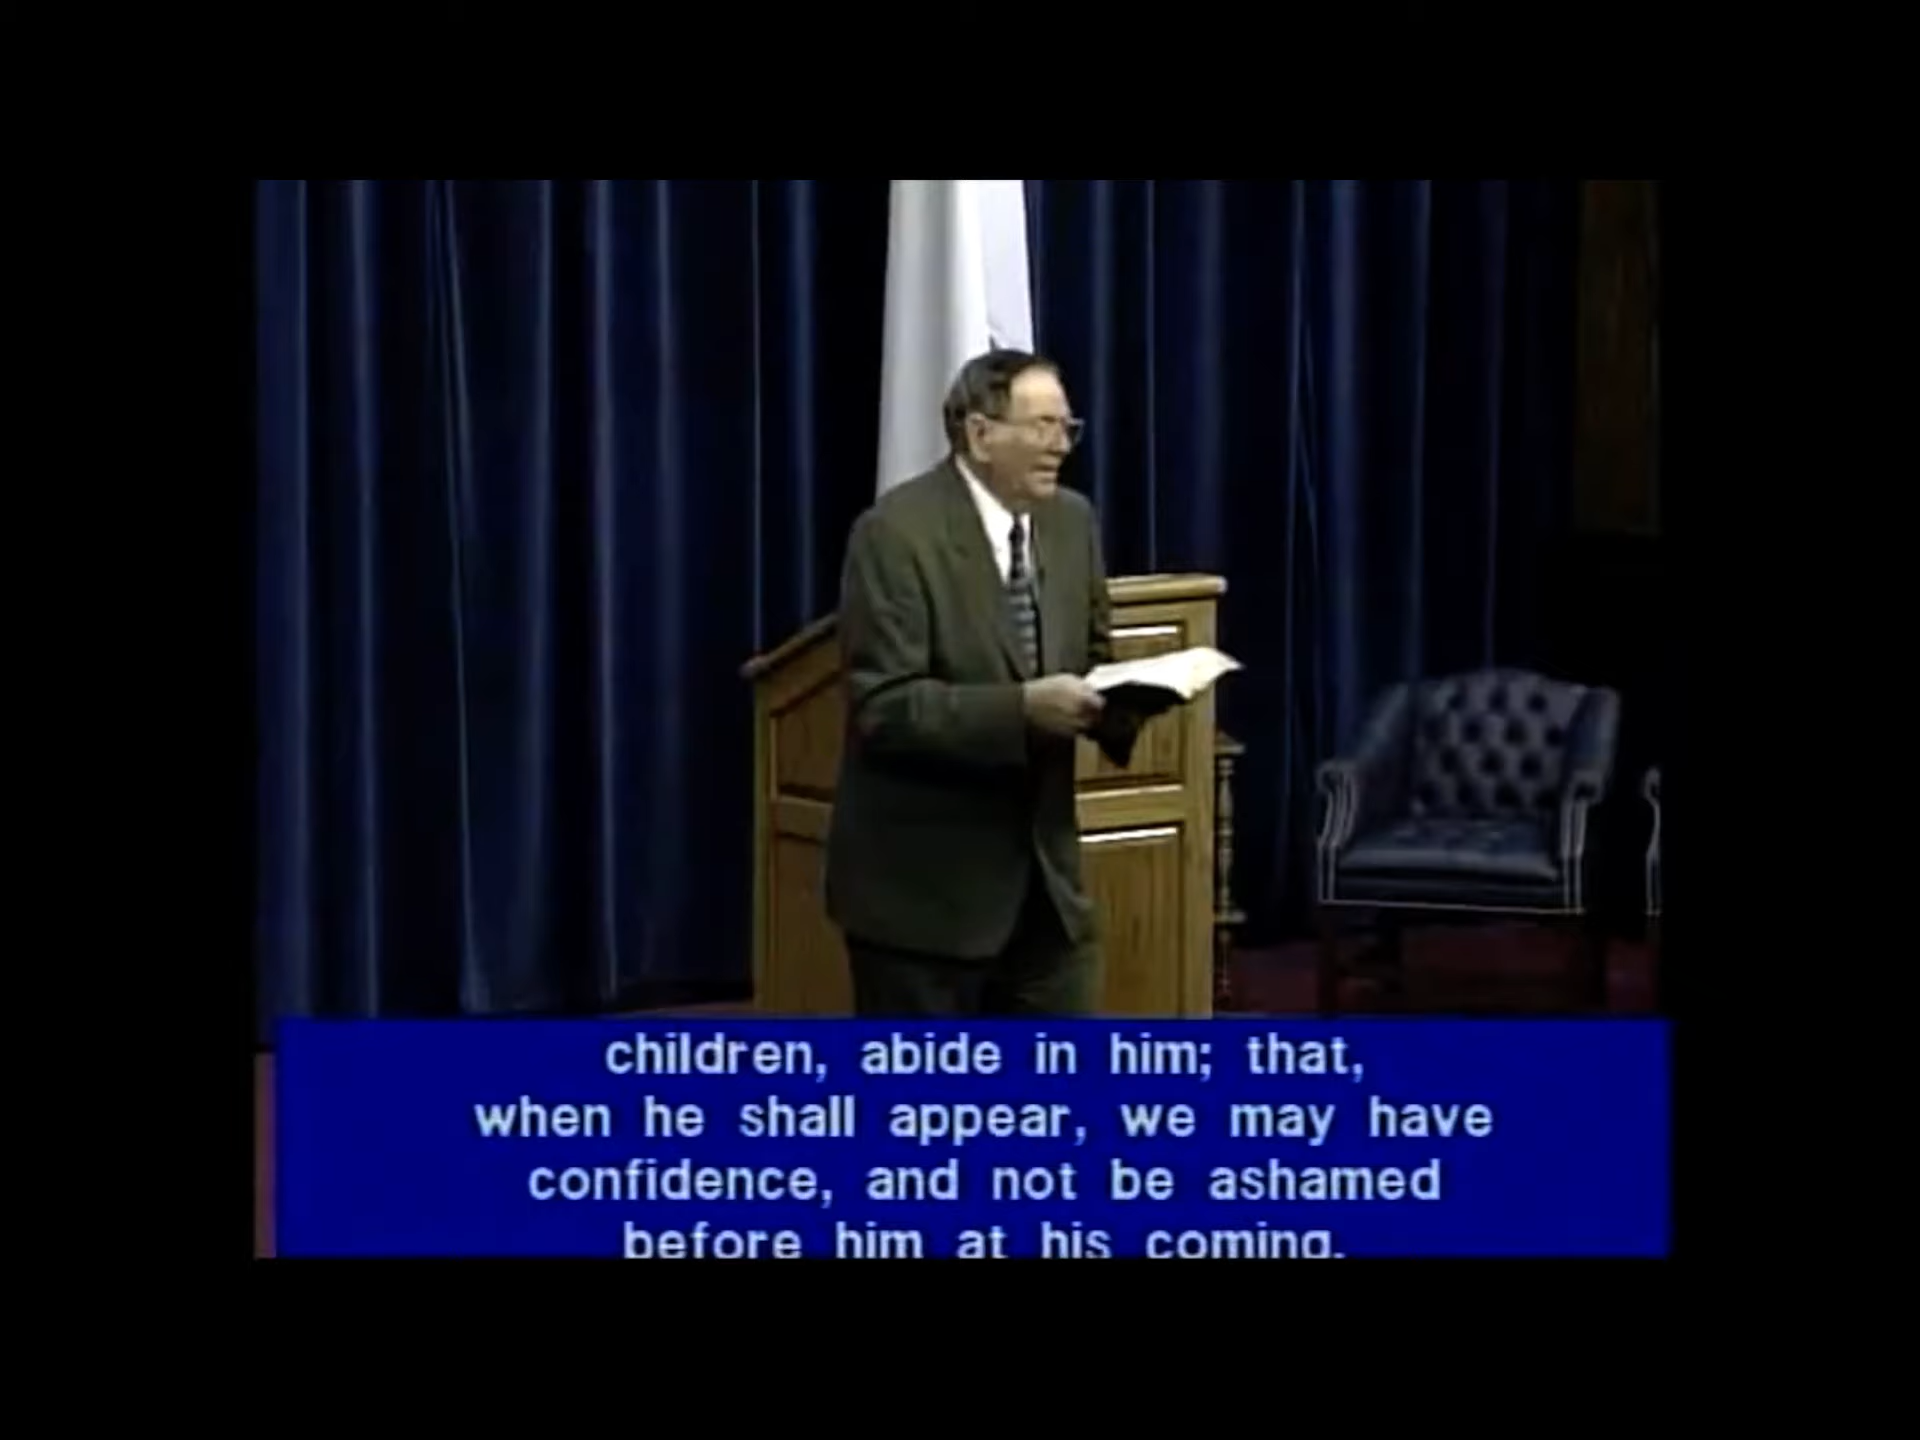 children, abide in him; that,
when he shall appear, we may have
confidence, and not be ashamed
before him at his coming.